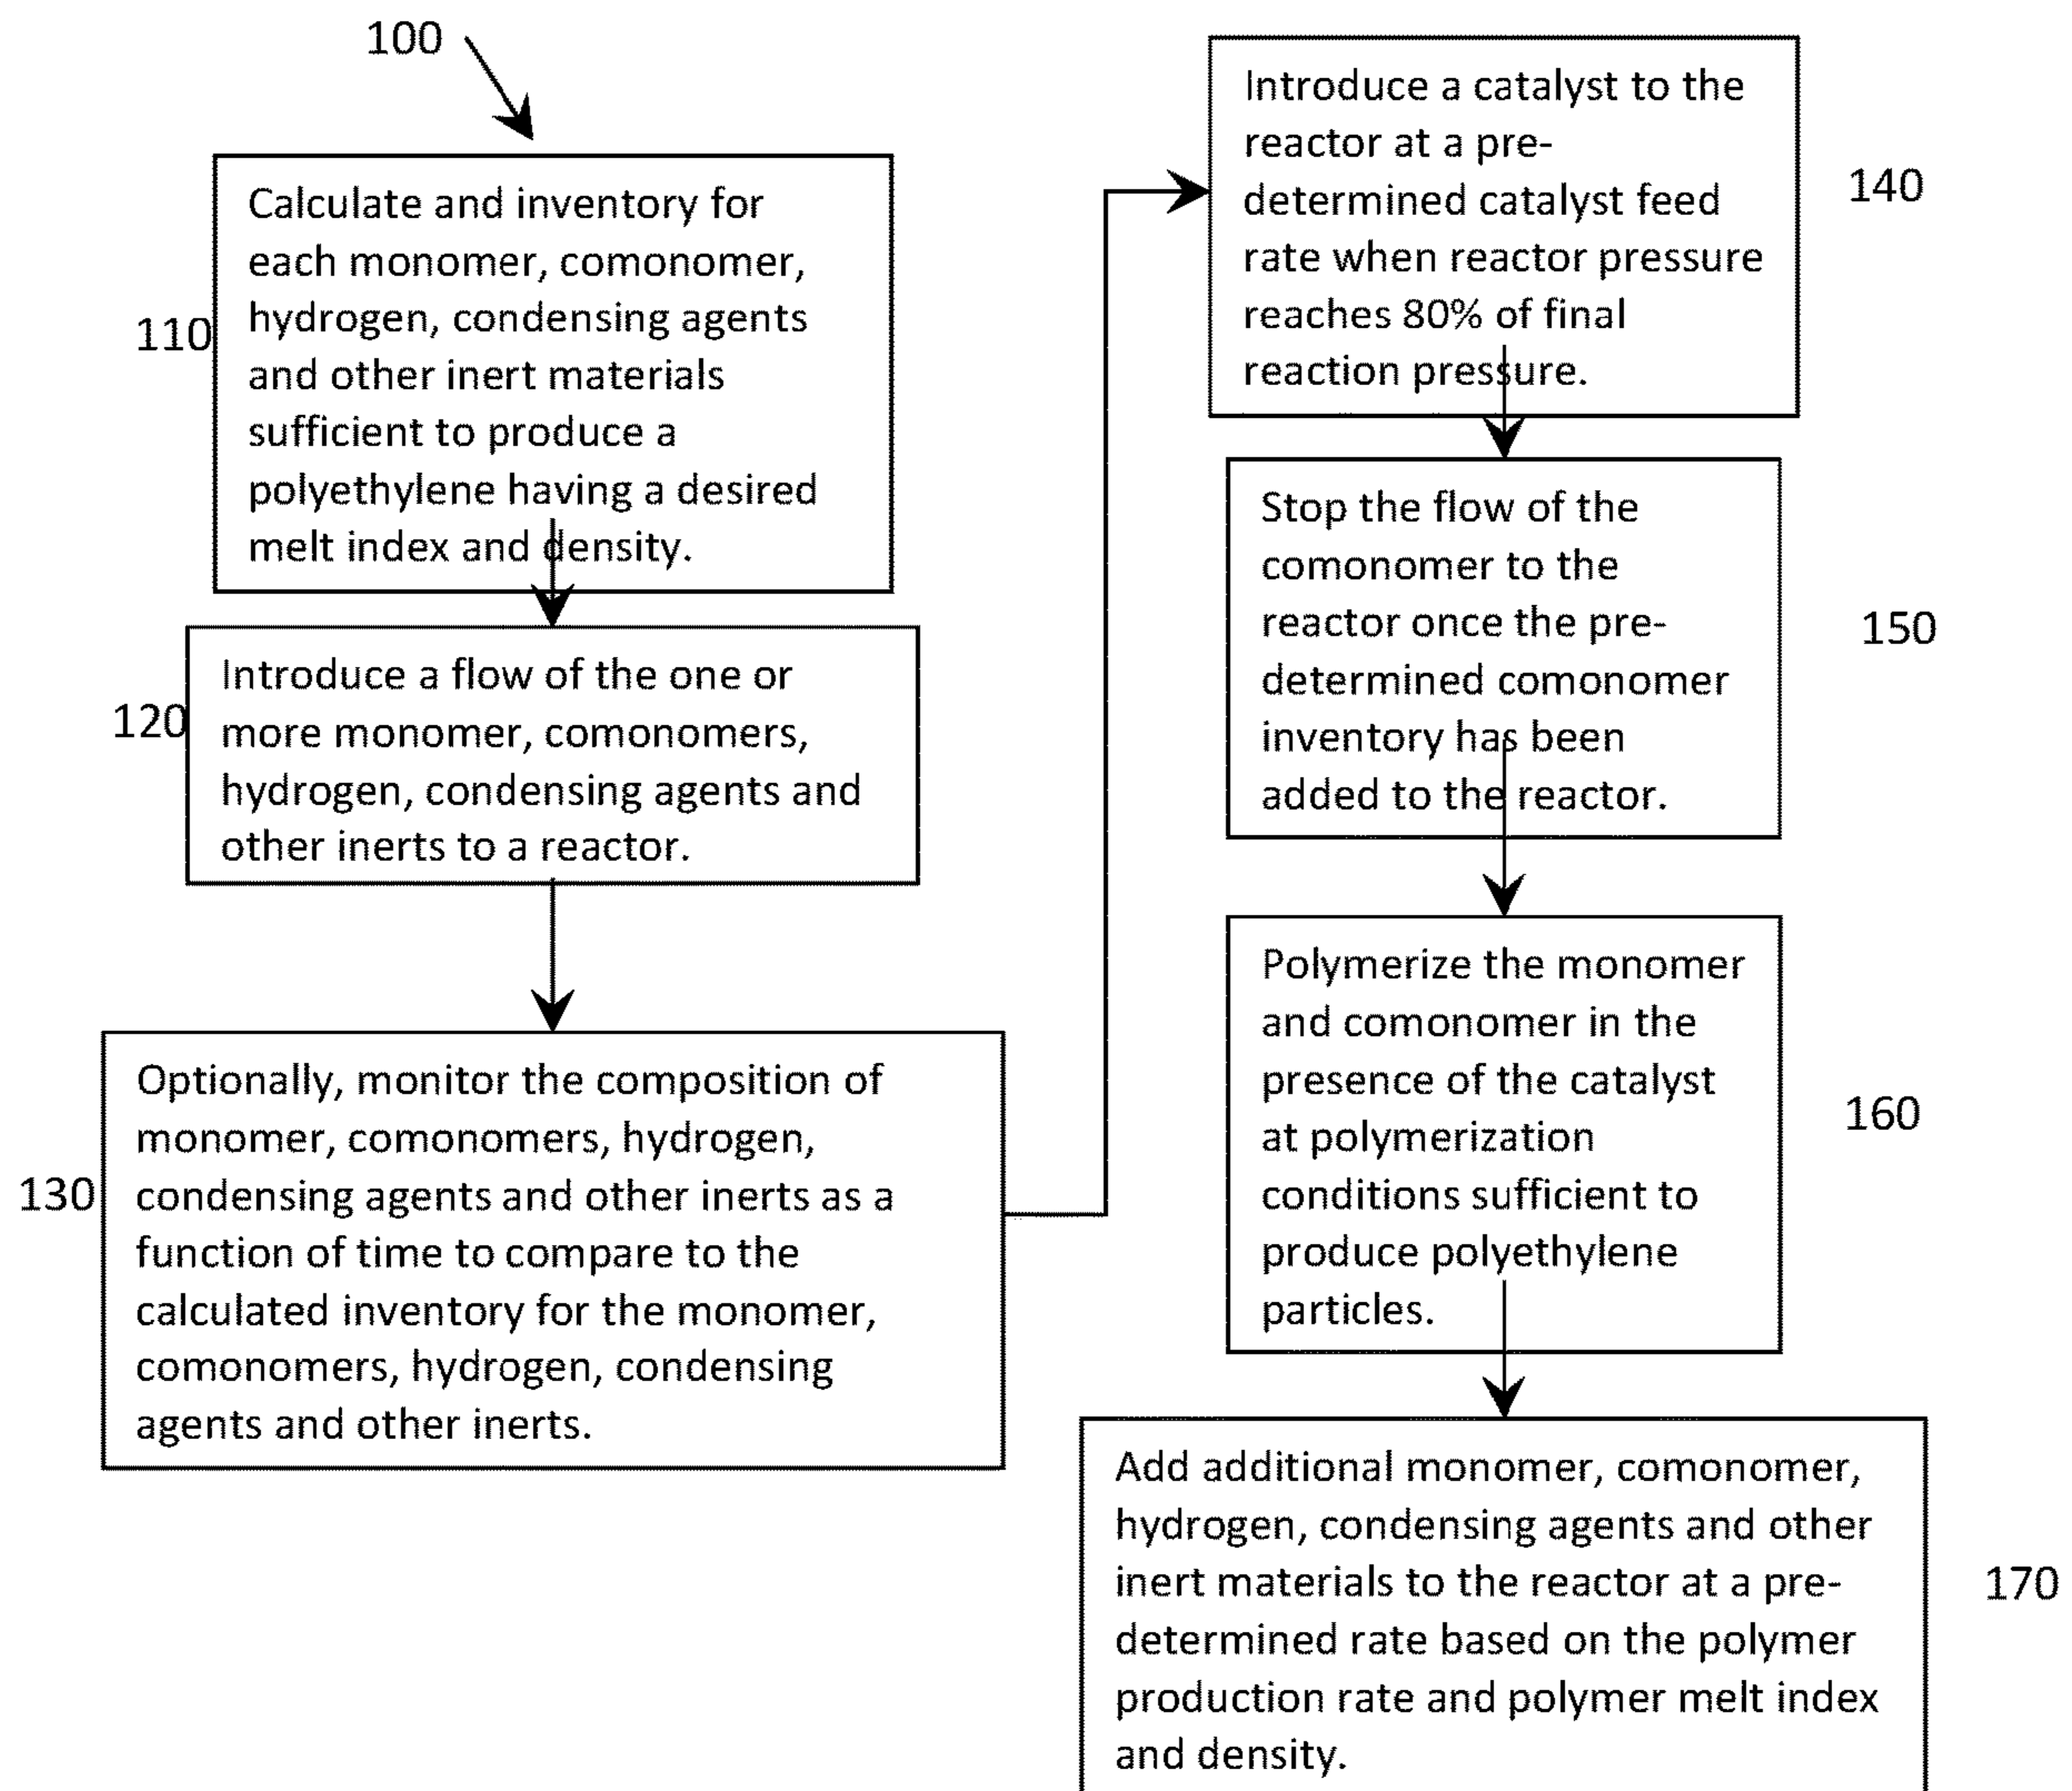 100
110
Calculate and inventory for
each monomer, comonomer,
hydrogen, condensing agents
and other inert materials
sufficient to produce a
polyethylene having a desired
melt index and density.
120
Introduce a flow of the one or
more monomer, comonomers,
hydrogen, condensing agents and
other inerts to a reactor.
130
Optionally, monitor the composition of
monomer, comonomers, hydrogen,
condensing agents and other inerts as a
function of time to compare to the
calculated inventory for the monomer,
comonomers, hydrogen, condensing
agents and other inerts.
Introduce a catalyst to the
reactor at a pre-
determined catalyst feed
rate when reactor pressure
reaches 80% of final
reaction pressure.
140
Stop the flow of the
comonomer to the
reactor once the pre-
determined comonomer
inventory has been
added to the reactor.
150
Polymerize the monomer
and comonomer in the
presence of the catalyst
at polymerization
conditions sufficient to
produce polyethylene
particles.
160
Add additional monomer, comonomer,
hydrogen, condensing agents and other
inert materials to the reactor at a pre-
determined rate based on the polymer
production rate and polymer melt index
and density.
170